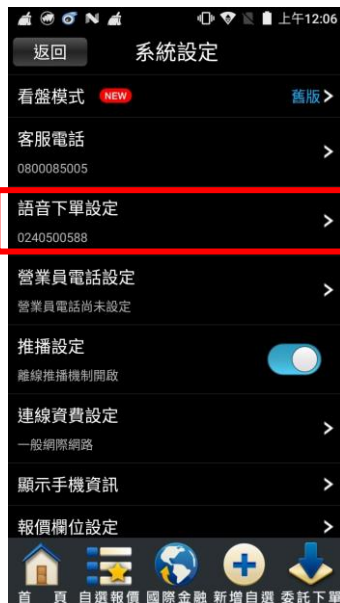 上午12:06
返回
系統設定
看盤模式 NEW 舊版
客服電話
0800085005
語音下單設定
0240500588
營業員電話設定
營業員電話尚未設定
推播設定
離線推播機制開啟
連線資費設定
一般網際網路
顯示手機資訊
報價欄位設定
首 頁 自選報價 國際金融 新增自選 委託下單